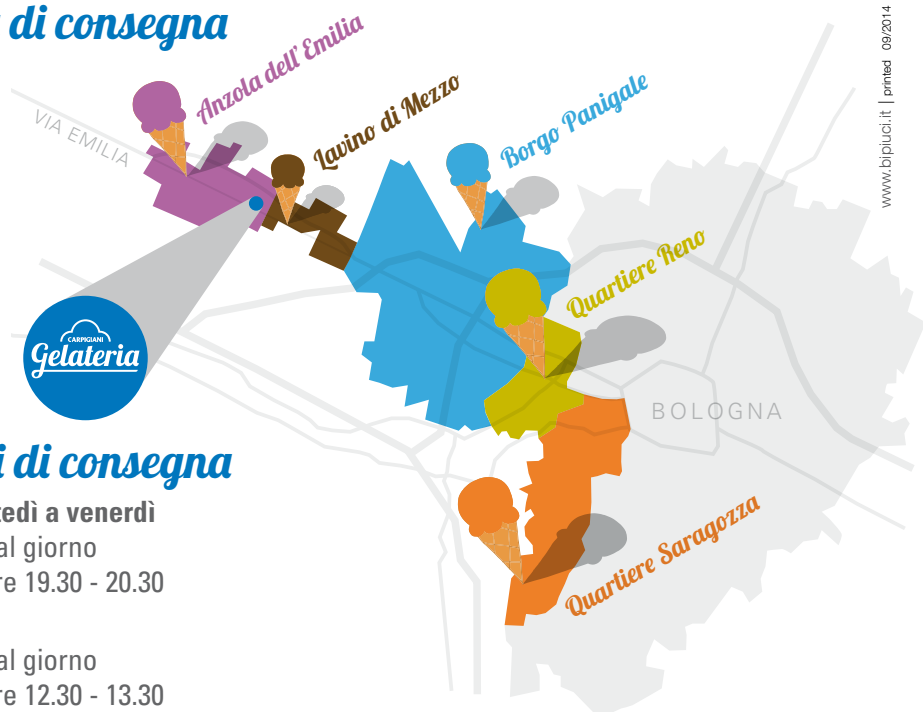 di consegna
Anzola dell'Emilia
VIA EMILIA
Lavino di Mezzo
Borgo Panigale
www.bipiuci.it | printed 09/2014
Quartiere Reno
CARPIGIANI
Gelateria
BOLOGNA
i di consegna
tedì a venerdì
al giorno
re 19.30 - 20.30
Quartiere Saragozza
al giorno
re 12.30 - 13.30